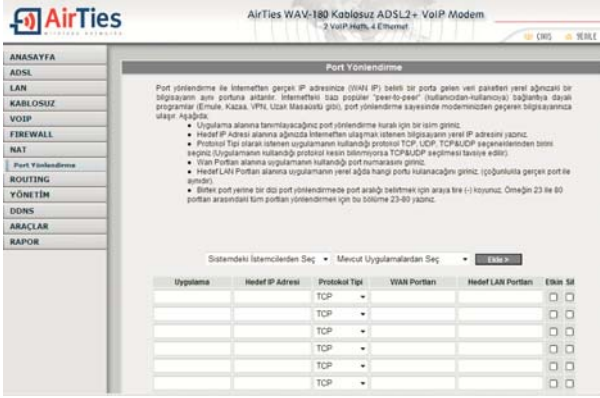 AirTies
wireless networks
AirTies WAV-180 Kablosuz ADSL2+ VoIP Modem
2 VoIP Hattı, 4 Ethernet
ÇIKIŞ
YENİLE
ANASAYFA
ADSL
LAN
KABLOSUZ
VOIP
FIREWALL
NAT
Port Yönlendirme
ROUTING
YÖNETİM
DDNS
ARAÇLAR
RAPOR
Port Yönlendirme
Port yönlendirme ile Internetten gerçek IP adresinize (WAN IP) belirli bir porta gelen veri paketleri yerel ağınızaki bir
bilgisayarın aynı portuna aktarılır. Internetteki bazı popüler "peer-to-peer" (kullanıcıdan-kullanıcıya) bağlantıya dayalı
programlar (Emule, Kazaa, VPN, Uzak Masaüstü gibi), port yönlendirme sayesinde modeminizden geçerek bilgisayarınıza
ulaşır. Aşağıda;
• Uygulama alanına tanımlayacağınız port yönlendirme kuralı için bir isim giriniz.
• Hedef IP Adresi alanına ağınızda Internetten ulaşmak istenen bilgisayarın yerel IP adresini yazınız.
• Protokol Tipi olarak istenen uygulamanın kullandığı protokol TCP, UDP, TCP&UDP seçeneklerinden birini
seçiniz (Uygulamanın kullandığı protokol kesin bilinmiyorsa TCP&UDP seçilmesi tavsiye edilir).
• Wan Portları alanına uygulamanın kullandığı port numarasını giriniz.
• Hedef LAN Portları alanına uygulamanın yerel ağda hangi portu kulanacağını giriniz. (çoğunlukla gerçek port ile
aynıdır).
• Birtek port yerine bir dizi port yönlendirmede port aralığı belirtmek için araya tire (-) koyunuz. Örneğin 23 ile 80
portları arasındaki tüm portları yönlendirmek için bu bölüme 23-80 yazınız.
Sistemdeki İstemcilerden Seç Mevcut Uygulamalardan Seç Ekle >
Uygulama Hedef IP Adresi Protokol Tipi WAN Portları Hedef LAN Portları Etkin Sil
TCP
TCP
TCP
TCP
TCP
TCP